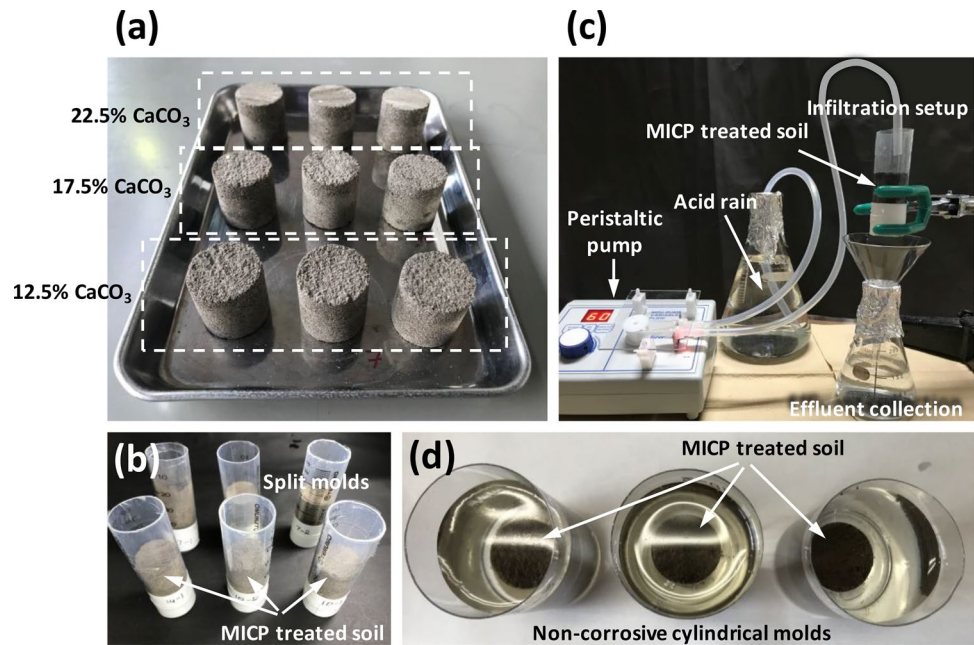 (a)
22.5% CaCO₃
17.5% CaCO₃
12.5% CaCO₃
(c)
Infiltration setup
MICP treated soil
Acid rain
Peristaltic
pump
60
Effluent collection
(b)
Split molds
MICP treated soil
(d)
MICP treated soil
Non-corrosive cylindrical molds